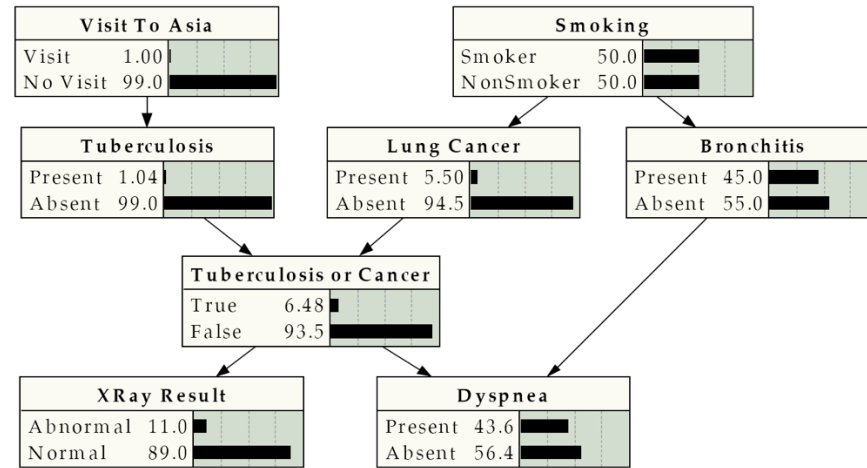 Visit To Asia
Visit 1.00
No Visit 99.0
Smoking
Smoker 50.0
NonSmoker 50.0
Tuberculosis
Present 1.04
Absent 99.0
Lung Cancer
Present 5.50
Absent 94.5
Bronchitis
Present 45.0
Absent 55.0
Tuberculosis or Cancer
True 6.48
False 93.5
XRay Result
Abnormal 11.0
Normal 89.0
Dyspnea
Present 43.6
Absent 56.4